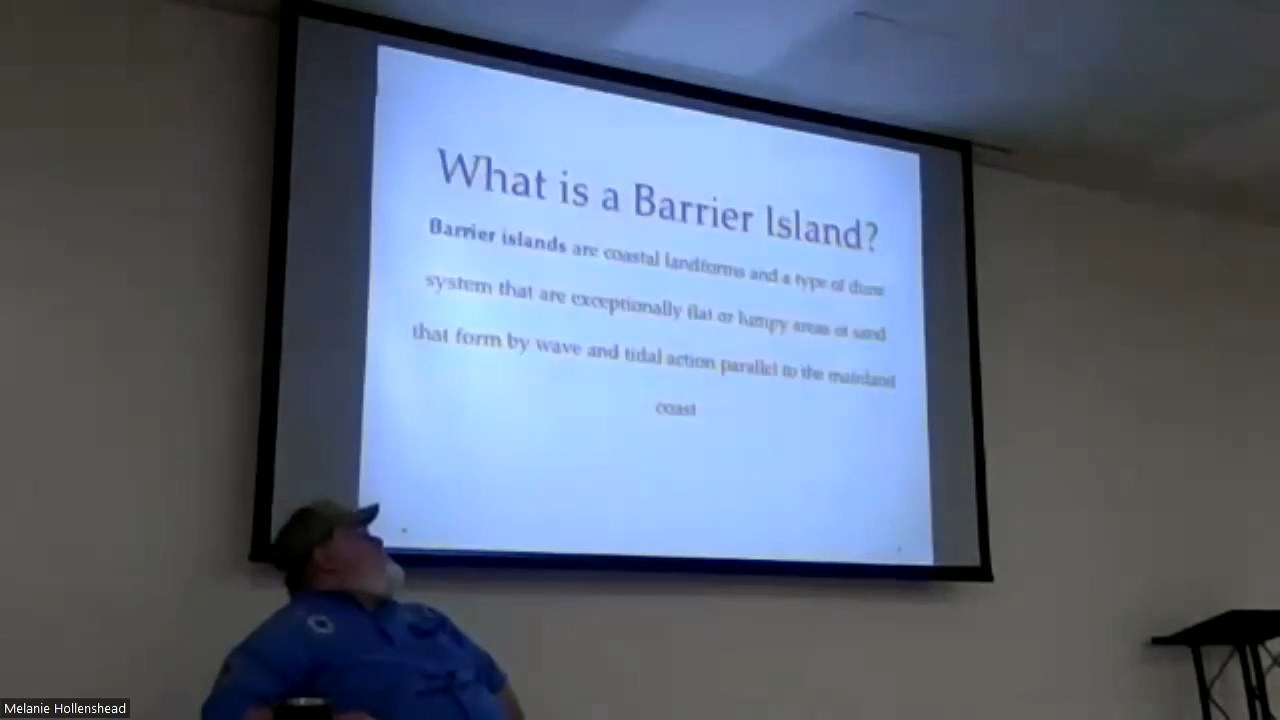 What is a Barrier Island?
Barrier islands are coastal landforms and a type of dune
system that are exceptionally flat or lumpy areas of sand
that form by wave and tidal action parallel to the mainland
coast
Melanie Hollenshead